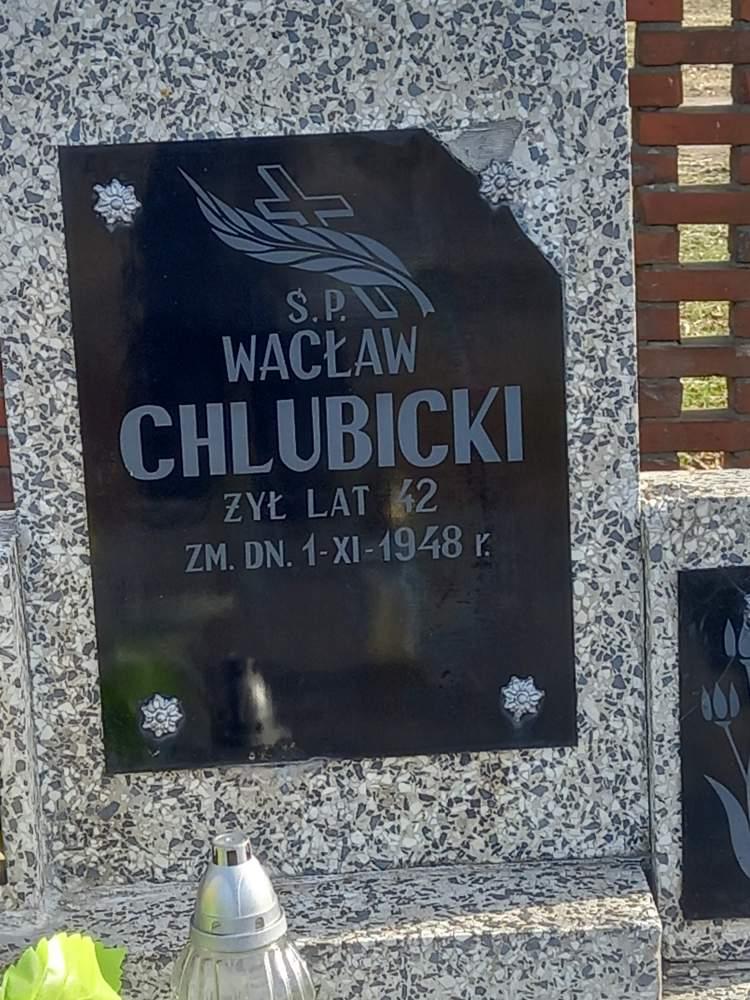 Ś.P.
WACŁAW
CHLUBICKI
ŻYŁ LAT 42
ZM. DN. 1-XI-1948 r.